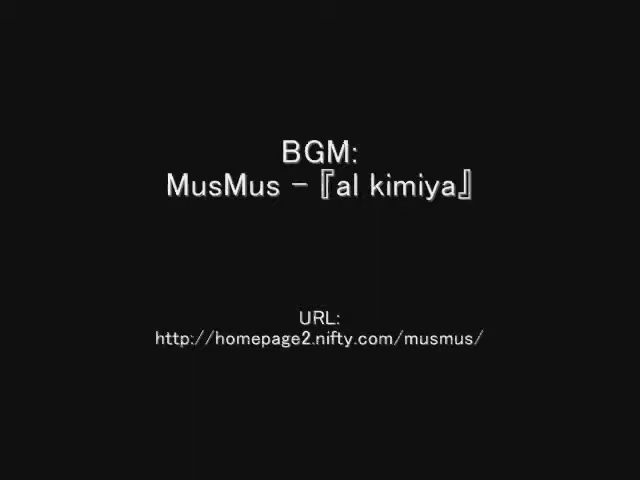 BGM:
MusMus - 『al kimiya』
URL:
http://homepage2.nifty.com/musmus/